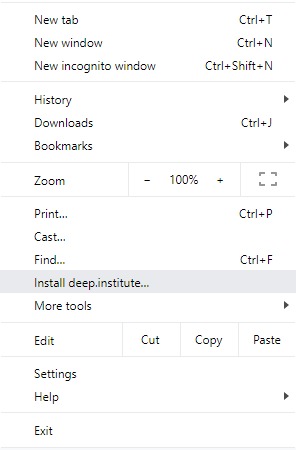 New tab Ctrl+T
New window Ctrl+N
New incognito window Ctrl+Shift+N
History
Downloads Ctrl+J
Bookmarks
Zoom - 100% +
Print... Ctrl+P
Cast...
Find... Ctrl+F
Install deep.institute...
More tools
Edit Cut Copy Paste
Settings
Help
Exit